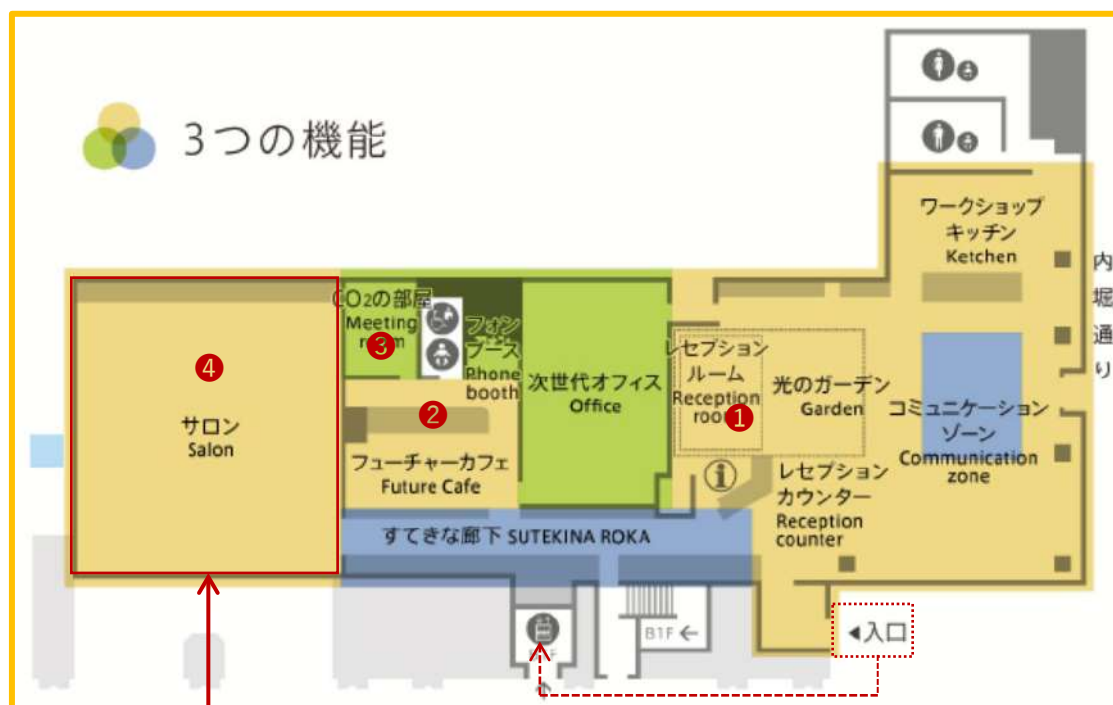 3つの機能
ワークショップ
キッチン
Ketchen
内
堀
通
り
CO2の部屋
Meeting
room
❸
フォン
ブース
Phone
booth
❹
サロン
Salon
❷
フューチャーカフェ
Future Cafe
次世代オフィス
Office
レセプション
ルーム
Reception
room
❶
光のガーデン
Garden
コミュニケーション
ゾーン
Communication
zone
レセプション
カウンター
Reception
counter
すてきな廊下 SUTEKINA ROKA
B1F ←
◀入口